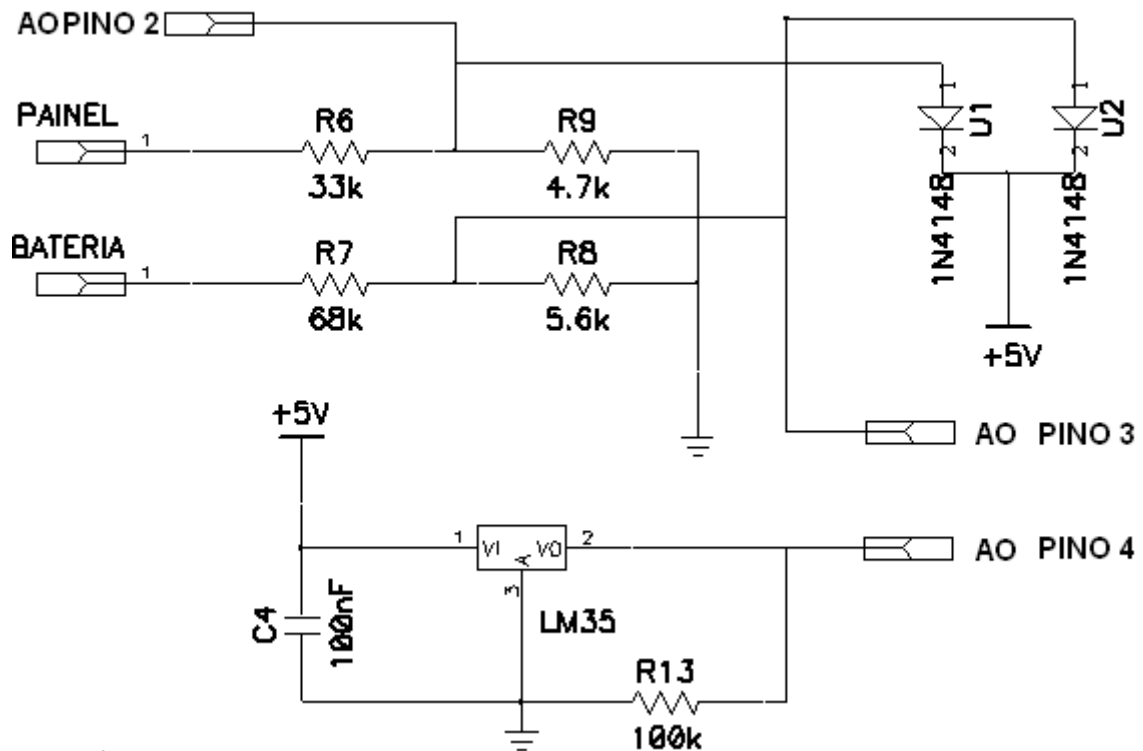 AO PINO 2
PAINEL
1
R6
33k
R9
4.7k
BATERIA
1
R7
68k
R8
5.6k
1
2
U1
1N4148
1
2
U2
1N4148
+5V
AO PINO 3
+5V
C4
100nF
1
VI
A
VO
2
3
LM35
AO PINO 4
R13
100k